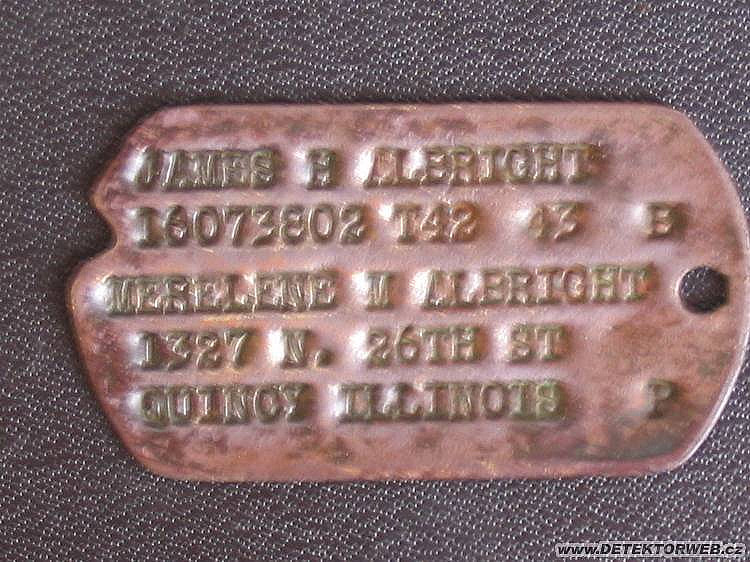 JAMES H ALBRIGHT
16073802 T42 43 B
MERELENE M ALBRIGHT
1327 N. 26TH ST
QUINCY ILLINOIS P
www.DETEKTORWEB.cz